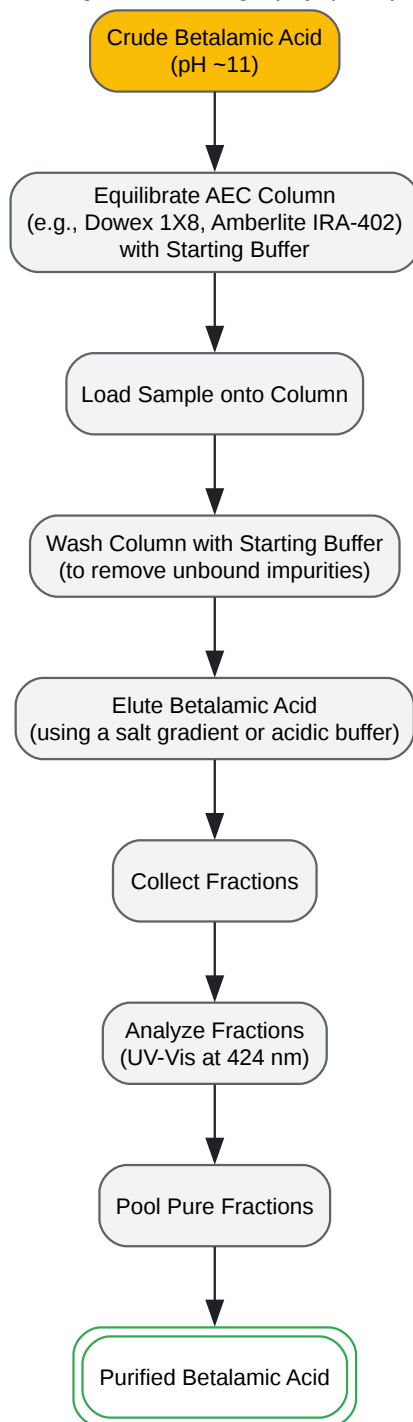 Crude Betalamic Acid
(pH ~11)
Equilibrate AEC Column
(e.g., Dowex 1X8, Amberlite IRA-402)
with Starting Buffer
Load Sample onto Column
Wash Column with Starting Buffer
(to remove unbound impurities)
Elute Betalamic Acid
(using a salt gradient or acidic buffer)
Collect Fractions
Analyze Fractions
(UV-Vis at 424 nm)
Pool Pure Fractions
Purified Betalamic Acid